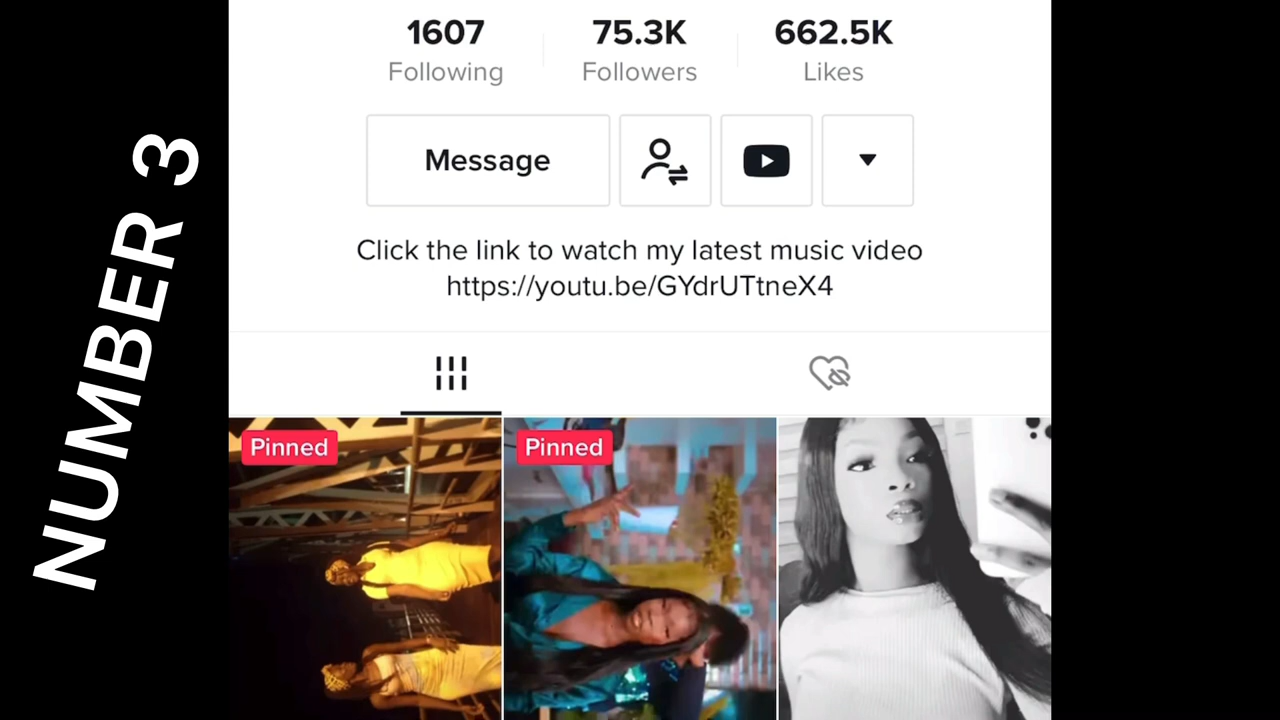 NUMBER 3
1607 75.3K 662.5K
Following Followers Likes
Message
Click the link to watch my latest music video
https://youtu.be/GYdrUTtneX4
Pinned Pinned